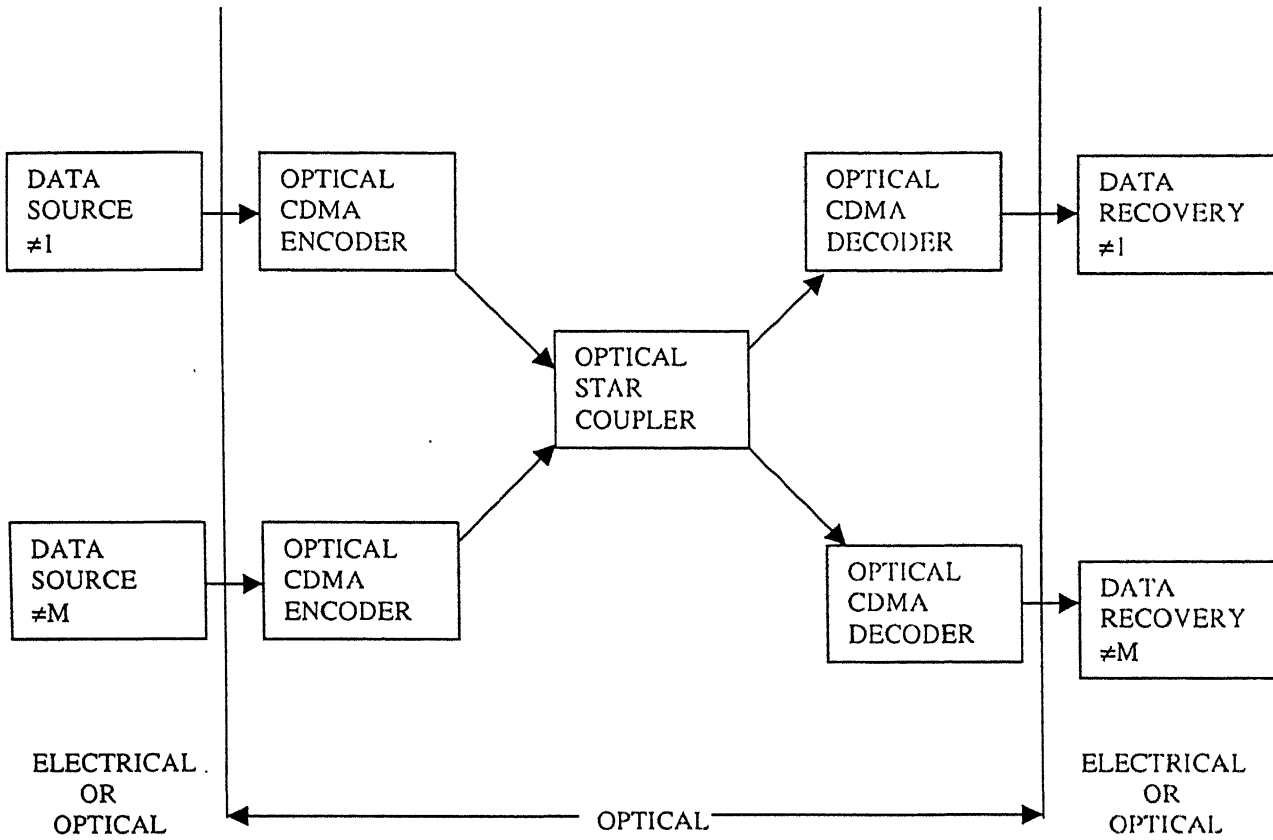 DATA
SOURCE
≠1
OPTICAL
CDMA
ENCODER
OPTICAL
CDMA
DECODER
DATA
RECOVERY
≠1
OPTICAL
STAR
COUPLER
DATA
SOURCE
≠M
OPTICAL
CDMA
ENCODER
OPTICAL
CDMA
DECODER
DATA
RECOVERY
≠M
ELECTRICAL
OR
OPTICAL
OPTICAL
ELECTRICAL
OR
OPTICAL